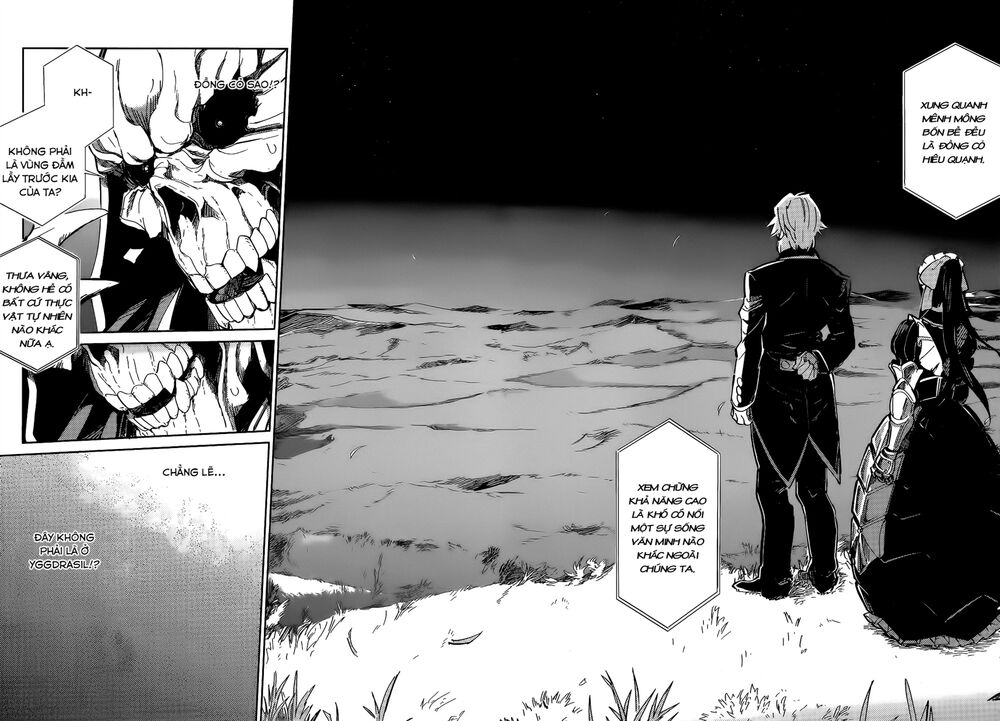 XUNG QUANH
MÊNH MÔNG
BỐN BỀ ĐỀU
LÀ ĐỒNG CỎ
HIÊU QUẠNH.
XEM CHỪNG
KHẢ NĂNG CAO
LÀ KHÓ CÓ NỔI
MỘT SỰ SỐNG
VĂN MINH NÀO
KHÁC NGOÀI
CHÚNG TA.
ĐỒNG CỎ SAO!?
KH-
KHÔNG PHẢI
LÀ VÙNG ĐẦM
LẦY TRƯỚC KIA
CỦA TA?
THƯA VÂNG,
KHÔNG HỀ CÓ
BẤT CỨ THỰC
VẬT TỰ NHIÊN
NÀO KHÁC
NỮA Ạ.
CHẲNG LẼ...
ĐÂY KHÔNG
PHẢI LÀ Ở
YGGDRASIL!?